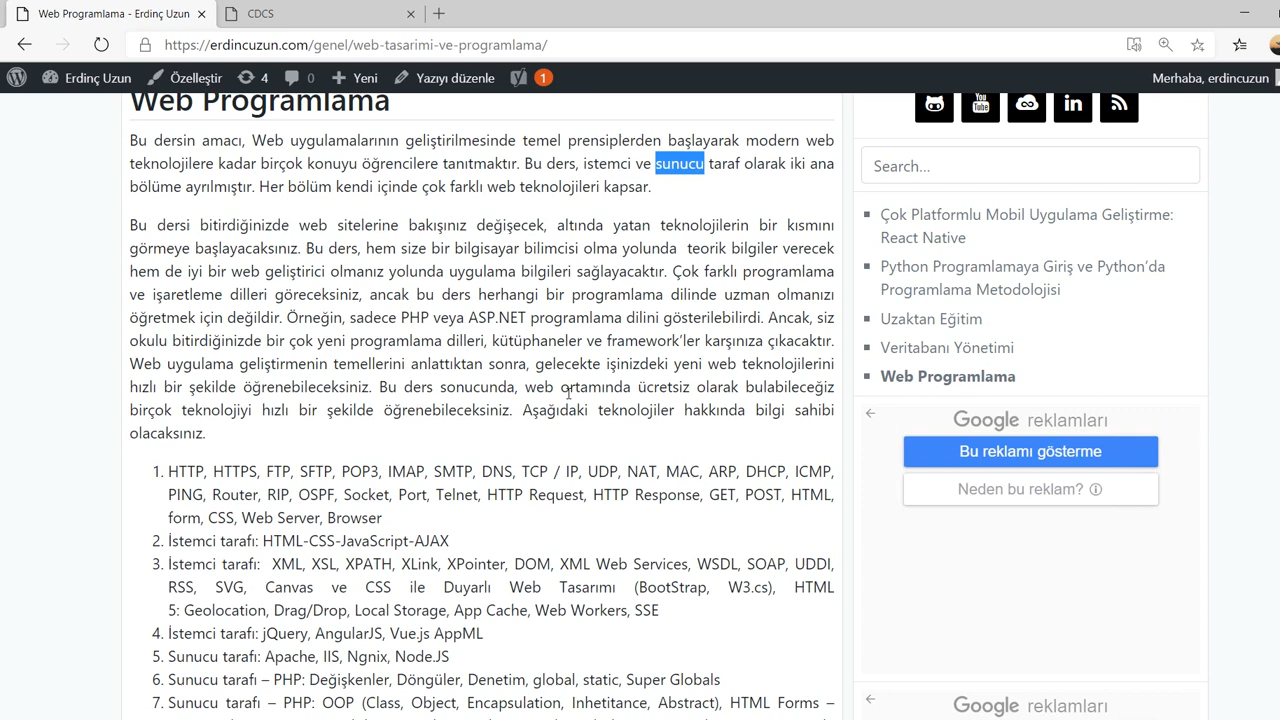 Web Programlama - Erdinç Uzun
CDCS
https://erdincuzun.com/genel/web-tasarimi-ve-programlama/
Erdinç Uzun Özelleştir 4 0 Yeni Yazıyı düzenle 1 Merhaba, erdincuzun
Web Programlama
Bu dersin amacı, Web uygulamalarının geliştirilmesinde temel prensiplerden başlayarak modern web
teknolojilere kadar birçok konuyu öğrencilere tanıtmaktır. Bu ders, istemci ve sunucu taraf olarak iki ana
bölüme ayrılmıştır. Her bölüm kendi içinde çok farklı web teknolojileri kapsar.
Bu dersi bitirdiğinizde web sitelerine bakışınız değişecek, altında yatan teknolojilerin bir kısmını
görmeye başlayacaksınız. Bu ders, hem size bir bilgisayar bilimcisi olma yolunda teorik bilgiler verecek
hem de iyi bir web geliştirici olmanız yolunda uygulama bilgileri sağlayacaktır. Çok farklı programlama
ve işaretleme dilleri göreceksiniz, ancak bu ders herhangi bir programlama dilinde uzman olmanızı
öğretmek için değildir. Örneğin, sadece PHP veya ASP.NET programlama dilini gösterilebilirdi. Ancak, siz
okulu bitirdiğinizde bir çok yeni programlama dilleri, kütüphaneler ve framework'ler karşınıza çıkacaktır.
Web uygulama geliştirmenin temellerini anlattıktan sonra, gelecekte işinizdeki yeni web teknolojilerini
hızlı bir şekilde öğrenebileceksiniz. Bu ders sonucunda, web ortamında ücretsiz olarak bulabileceğiz
birçok teknolojiyi hızlı bir şekilde öğrenebileceksiniz. Aşağıdaki teknolojiler hakkında bilgi sahibi
olacaksınız.
1. HTTP, HTTPS, FTP, SFTP, POP3, IMAP, SMTP, DNS, TCP / IP, UDP, NAT, MAC, ARP, DHCP, ICMP,
PING, Router, RIP, OSPF, Socket, Port, Telnet, HTTP Request, HTTP Response, GET, POST, HTML,
form, CSS, Web Server, Browser
2. İstemci tarafı: HTML-CSS-JavaScript-AJAX
3. İstemci tarafı: XML, XSL, XPATH, XLink, XPointer, DOM, XML Web Services, WSDL, SOAP, UDDI,
RSS, SVG, Canvas ve CSS ile Duyarlı Web Tasarımı (BootStrap, W3.cs), HTML
5: Geolocation, Drag/Drop, Local Storage, App Cache, Web Workers, SSE
4. İstemci tarafı: jQuery, AngularJS, Vue.js AppML
5. Sunucu tarafı: Apache, IIS, Ngnix, Node.JS
6. Sunucu tarafı – PHP: Değişkenler, Döngüler, Denetim, global, static, Super Globals
7. Sunucu tarafı – PHP: OOP (Class, Object, Encapsulation, Inheritance, Abstract), HTML Forms –
You Tube in
Search...
Çok Platformlu Mobil Uygulama Geliştirme:
React Native
Python Programlamaya Giriş ve Python'da
Programlama Metodolojisi
Uzaktan Eğitim
Veritabanı Yönetimi
Web Programlama
Google reklamları
Bu reklamı gösterme
Neden bu reklam?
Google reklamları